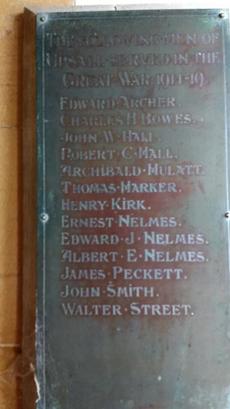 THE FOLLOWING MEN OF
UPSALL SERVED IN THE
GREAT WAR 1914-19.
EDWARD ARCHER.
CHARLES H BOWES.
JOHN · W · HALL.
ROBERT · C · HALL.
ARCHIBALD · MULATT.
THOMAS · HARKER.
HENRY · KIRK.
ERNEST · NELMES.
EDWARD · J · NELMES.
ALBERT · E · NELMES.
JAMES · PECKETT.
JOHN · SMITH.
WALTER · STREET.